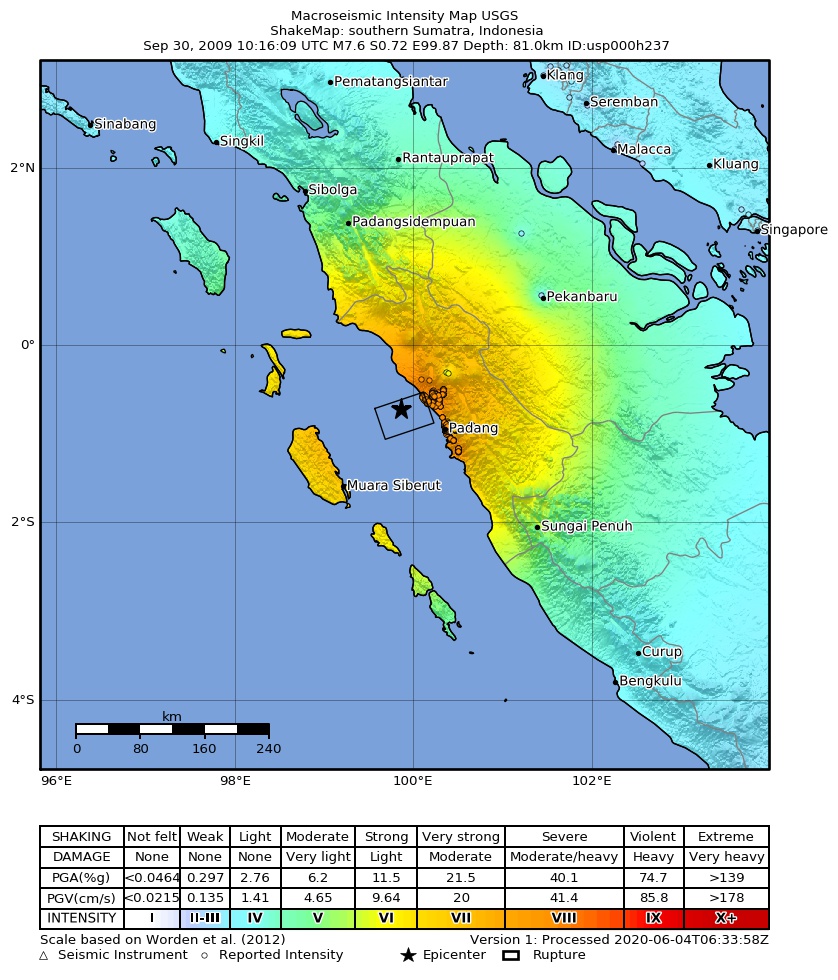 Macroseismic Intensity Map USGS
ShakeMap: southern Sumatra, Indonesia
Sep 30, 2009 10:16:09 UTC M7.6 S0.72 E99.87 Depth: 81.0km ID:usp000h237
Klang
Pematangsiantar
Seremban
Sinabang
Singkil
Malacca
Rantauprapat
Kluang
2°N
Sibolga
Padangsidempuan
Singapore
Pekanbaru
0°
Padang
Muara Siberut
2°S
Sungai Penuh
Curup
Bengkulu
4°S
km
0 80 160 240
96°E 98°E 100°E 102°E
SHAKING Not felt Weak Light Moderate Strong Very strong Severe Violent Extreme
DAMAGE None None None Very light Light Moderate Moderate/heavy Heavy Very heavy
PGA(%g) <0.0464 0.297 2.76 6.2 11.5 21.5 40.1 74.7 >139
PGV(cm/s) <0.0215 0.135 1.41 4.65 9.64 20 41.4 85.8 >178
INTENSITY I II-III IV V VI VII VIII IX X+
Scale based on Worden et al. (2012) Version 1: Processed 2020-06-04T06:33:58Z
△ Seismic Instrument ○ Reported Intensity ★ Epicenter Rupture